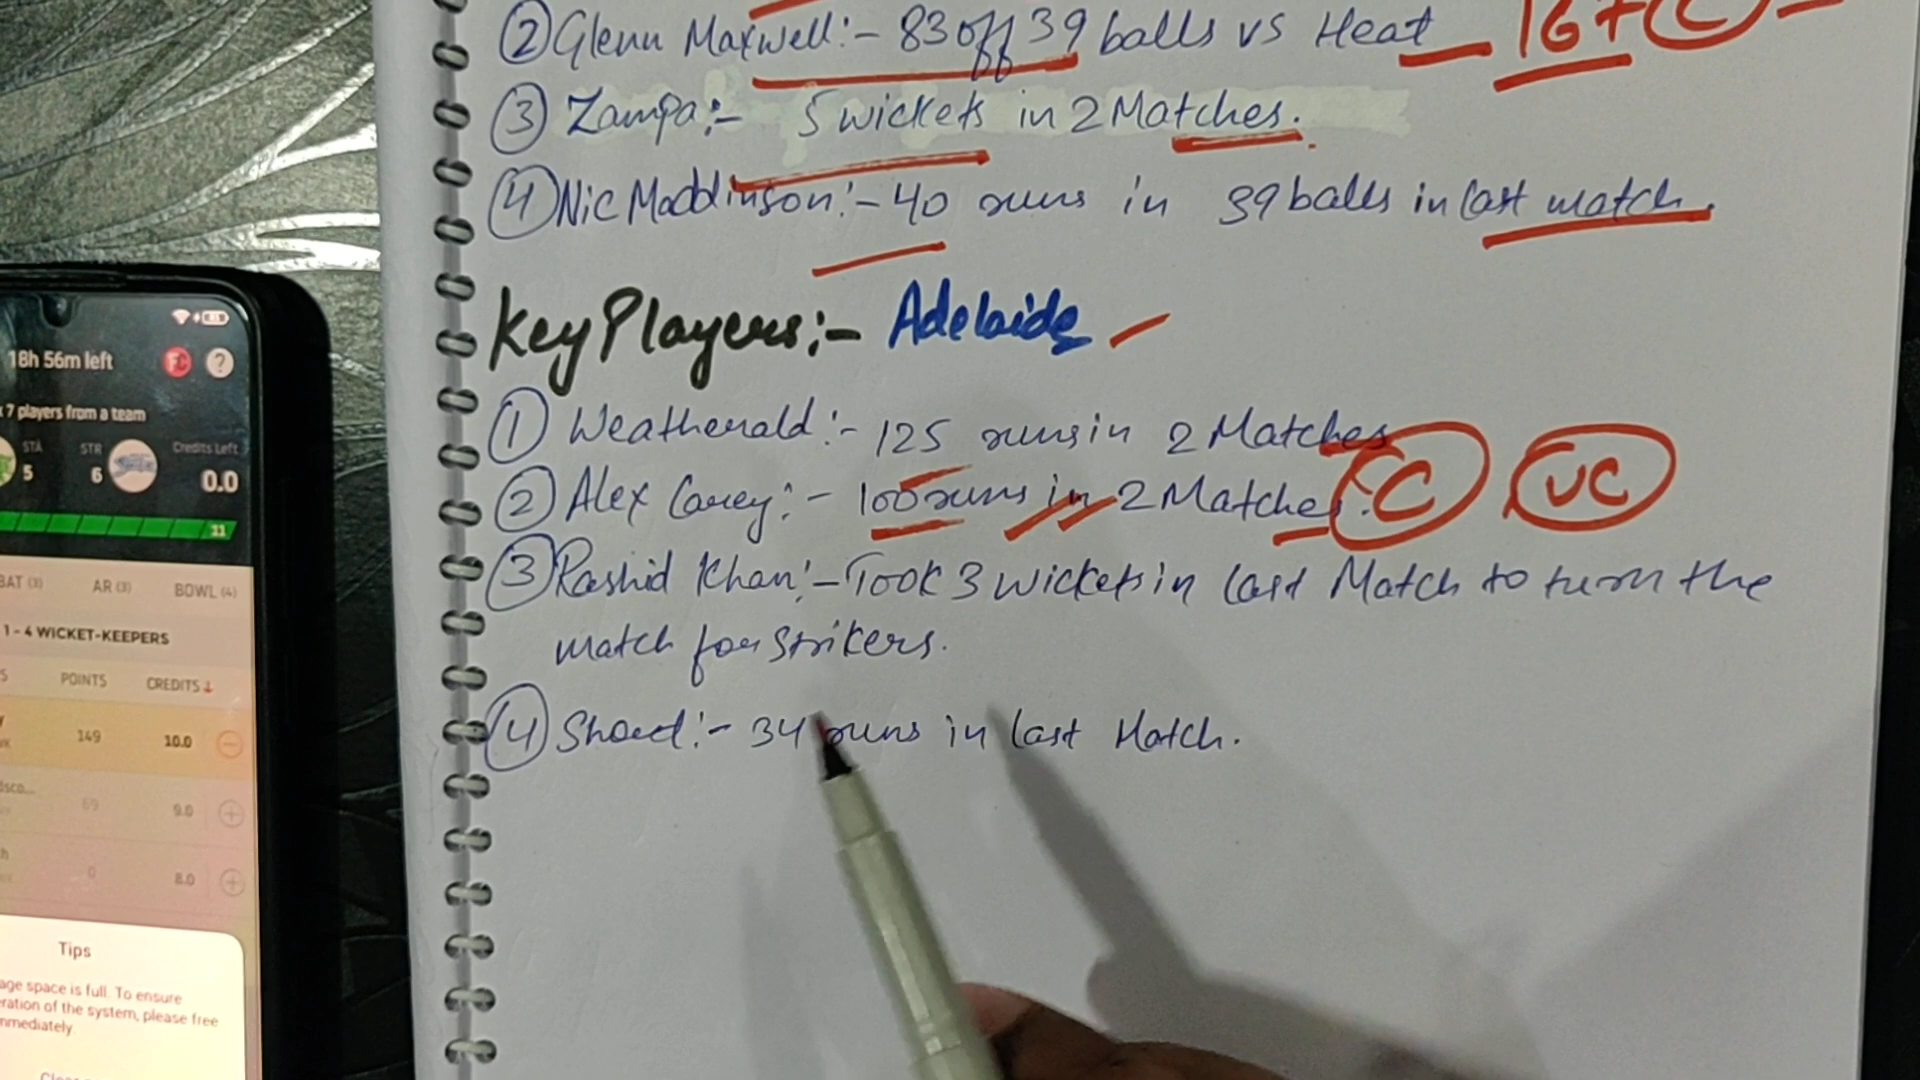 ② Glenn Maxwell:- 83 off 39 balls vs Heat 16+ C
③ Zampa:- 5 wickets in 2 Matches.
④ Nic Maddinson:- 40 runs in 39 balls in last match.
Key Players:- Adelaide
① Weatherald:- 125 runs in 2 Matches
② Alex Carey:- 100 runs in 2 Matches. C VC
③ Rashid Khan:- Took 3 wickets in last Match to turn the
match for Strikers.
④ Short:- 34 runs in last Match.
18h 56m left FC ?
7 players from a team
STA STR Credits Left
5 6 0.0
11
BAT (3) AR (3) BOWL (4)
1 - 4 WICKET-KEEPERS
POINTS CREDITS ↓
149 10.0
69 9.0
0 8.0
Tips
space is full. To ensure
of the system, please free